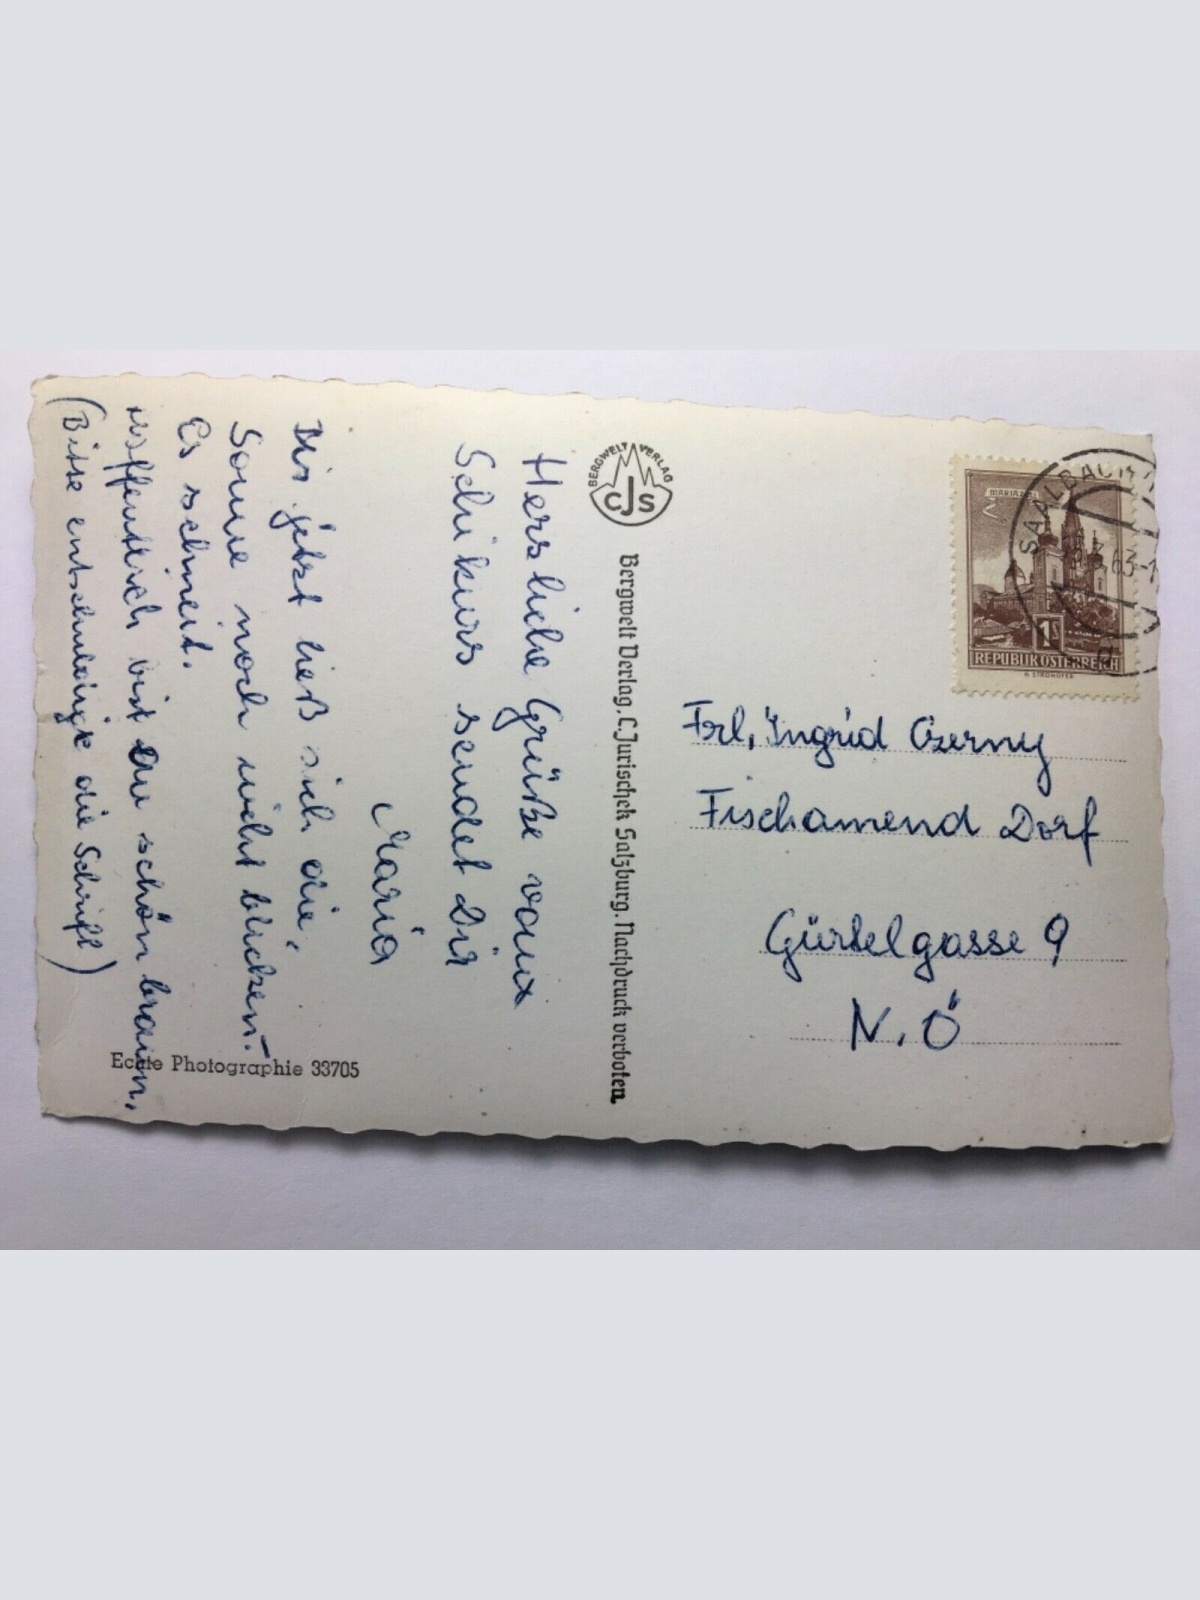 Herzliche Grüße vom
Schikurs sendet Dir
Maria
Bis jetzt ließ sich die
Sonne noch nicht blicken.
Es schneit.
Hoffentlich bist Du schön braun.
(Bitte entschuldige die Schrift)
Echte Photographie 33705
BERGWELT VERLAG
CJS
Bergwelt Verlag, C. Jurischek Salzburg. Nachdruck verboten.
MARIAZELL
1S
REPUBLIK ÖSTERREICH
H. STROHOFER
SAALBACH
Frl. Ingrid Czerny
Fischamend Dorf
Gürtelgasse 9
N.Ö